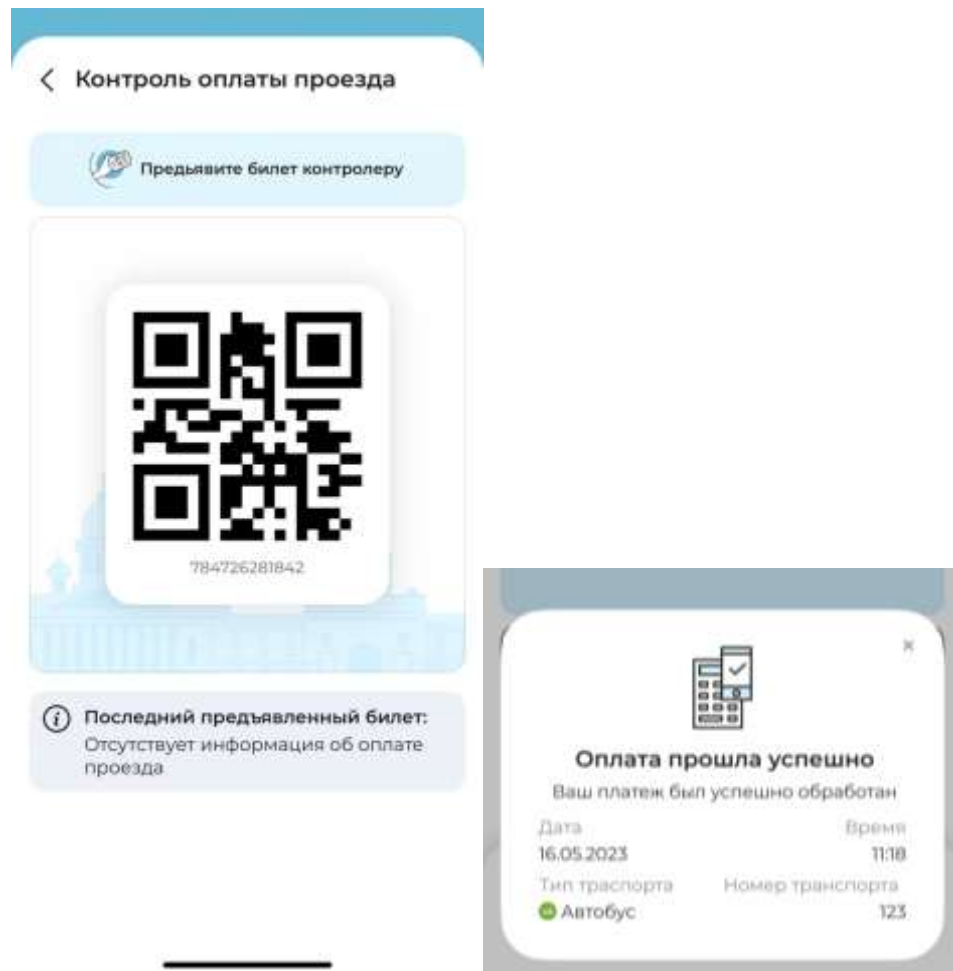 Контроль оплаты проезда
Предьявите билет контролеру
784726281842
Последний предъявленный билет:
Отсутствует информация об оплате
проезда
Оплата прошла успешно
Ваш платеж был успешно обработан
Дата Время
16.05.2023 11:18
Тип траспорта Номер транспорта
Автобус 123